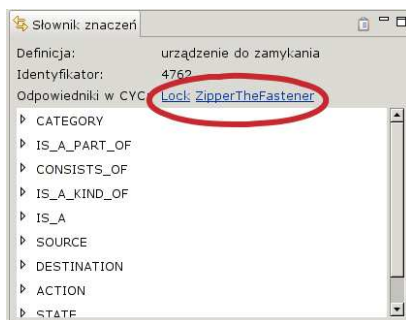 Słownik znaczeń
Definicja: urządzenie do zamykania
Identyfikator: 4762
Odpowiedniki w CYC: Lock ZipperTheFastener
CATEGORY
IS_A_PART_OF
CONSISTS_OF
IS_A_KIND_OF
IS_A
SOURCE
DESTINATION
ACTION
STATE